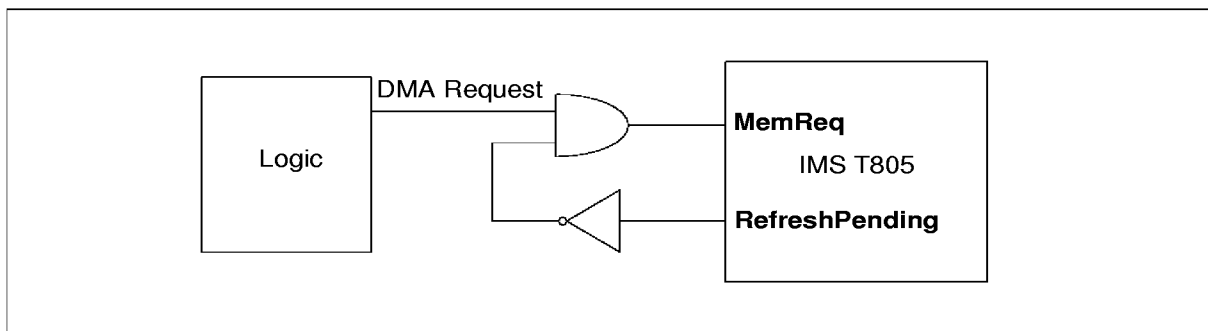 DMA Request
Logic
MemReq
IMS T805
RefreshPending